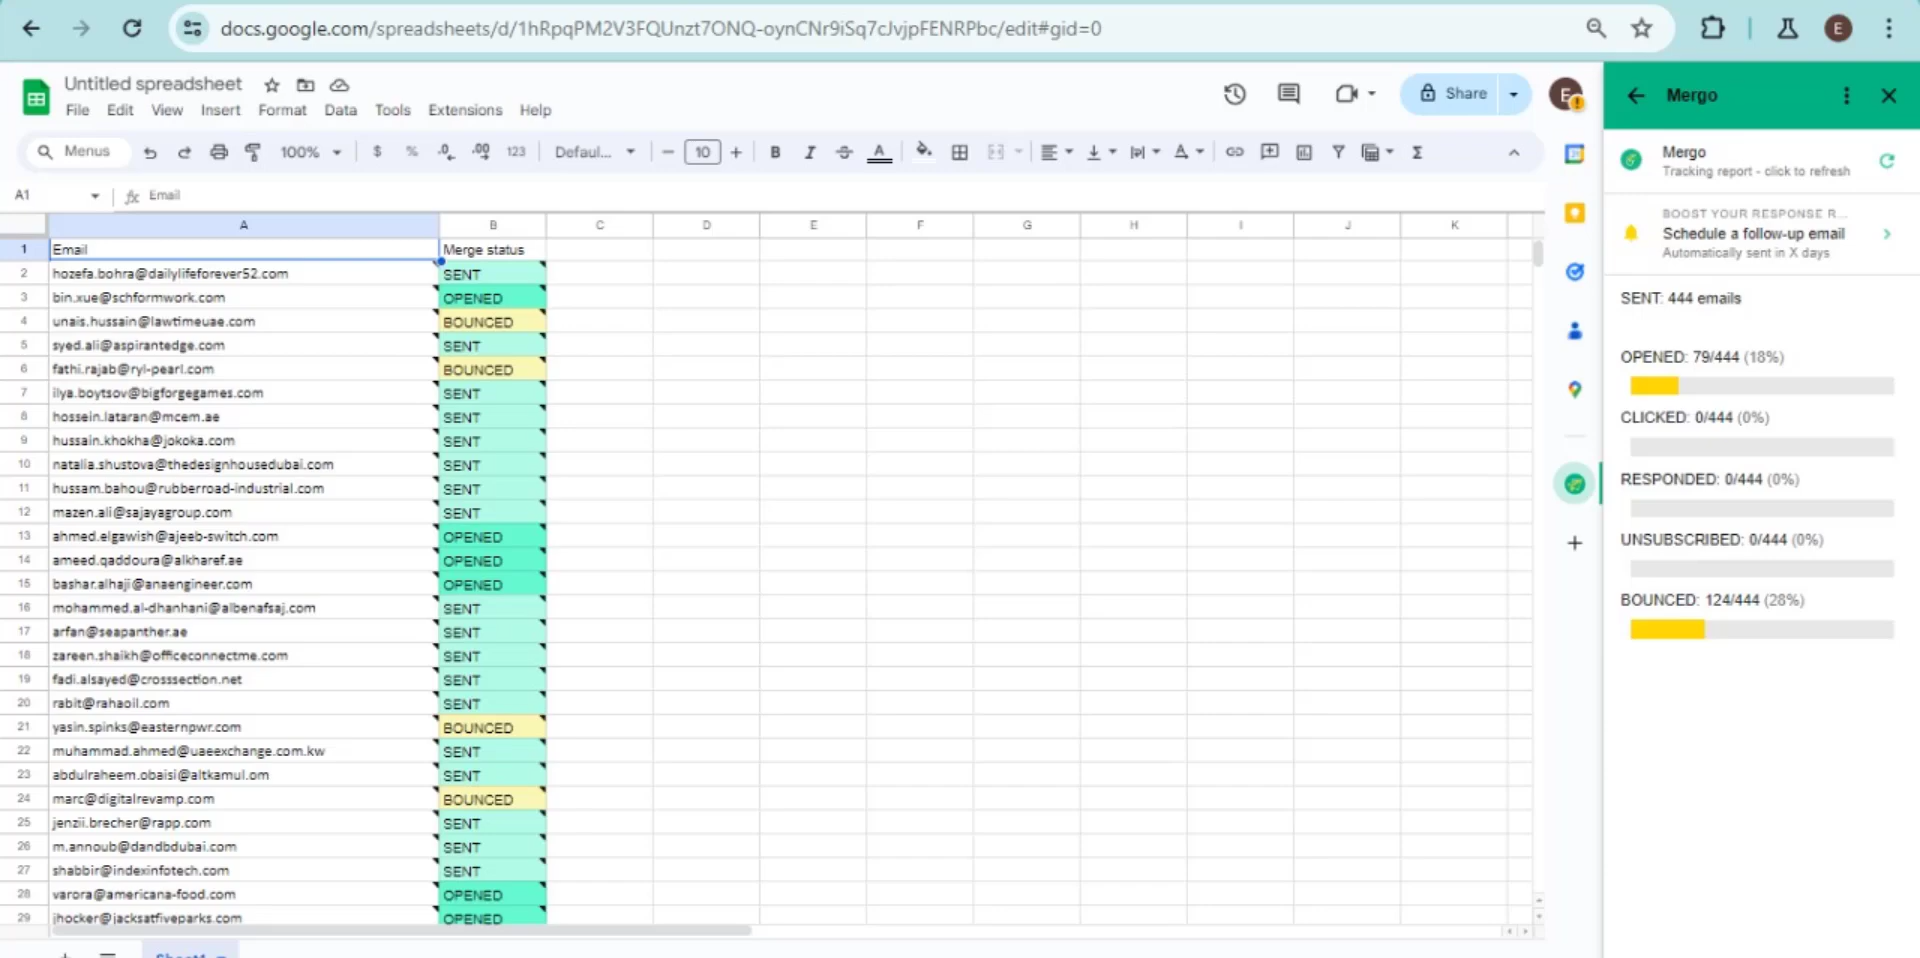 docs.google.com/spreadsheets/d/1hRpqPM2V3FQUnzt7ONQ-oynCNr9iSq7cJvjpFENRPbc/edit#gid=0
E
Untitled spreadsheet
File Edit View Insert Format Data Tools Extensions Help
Share
E
Menus 100% $ % .0 .00 123 Defaul... 10 B I A Σ
A1 fx Email
A B C D E F G H I J K
1 Email Merge status
2 hozefa.bohra@dailylifeforever52.com SENT
3 bin.xue@schformwork.com OPENED
4 unais.hussain@lawtimeuae.com BOUNCED
5 syed.ali@aspirantedge.com SENT
6 fathi.rajab@ryl-pearl.com BOUNCED
7 ilya.boytsov@bigforgegames.com SENT
8 hossein.lataran@mcem.ae SENT
9 hussain.khokha@jokoka.com SENT
10 natalia.shustova@thedesignhousedubai.com SENT
11 hussam.bahou@rubberroad-industrial.com SENT
12 mazen.ali@sajayagroup.com SENT
13 ahmed.elgawish@ajeeb-switch.com OPENED
14 ameed.qaddoura@alkharef.ae OPENED
15 bashar.alhaji@anaengineer.com OPENED
16 mohammed.al-dhanhani@albenafsaj.com SENT
17 arfan@seapanther.ae SENT
18 zareen.shaikh@officeconnectme.com SENT
19 fadi.alsayed@crosssection.net SENT
20 rabit@rahaoil.com SENT
21 yasin.spinks@easternpwr.com BOUNCED
22 muhammad.ahmed@uaeexchange.com.kw SENT
23 abdulraheem.obaisi@altkamul.om SENT
24 marc@digitalrevamp.com BOUNCED
25 jenzii.brecher@rapp.com SENT
26 m.annoub@dandbdubai.com SENT
27 shabbir@indexinfotech.com SENT
28 varora@americana-food.com OPENED
29 jhocker@jacksatfiveparks.com OPENED
Sheet1
Mergo
Mergo
Tracking report - click to refresh
BOOST YOUR RESPONSE R...
Schedule a follow-up email
Automatically sent in X days
SENT: 444 emails
OPENED: 79/444 (18%)
CLICKED: 0/444 (0%)
RESPONDED: 0/444 (0%)
UNSUBSCRIBED: 0/444 (0%)
BOUNCED: 124/444 (28%)